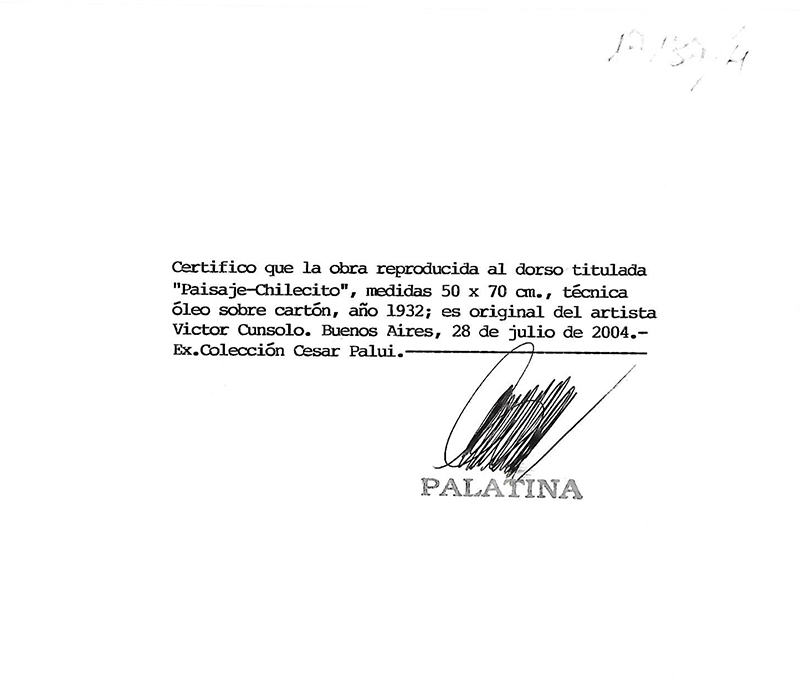 Certifico que la obra reproducida al dorso titulada
"Paisaje-Chilecito", medidas 50 x 70 cm., técnica
óleo sobre cartón, año 1932; es original del artista
Victor Cunsolo. Buenos Aires, 28 de julio de 2004.-
Ex.Colección Cesar Palui.
PALATINA